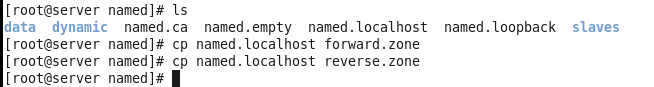 [root@server named]# ls
data  dynamic  named.ca  named.empty  named.localhost  named.loopback  slaves
[root@server named]# cp named.localhost forward.zone
[root@server named]# cp named.localhost reverse.zone
[root@server named]#